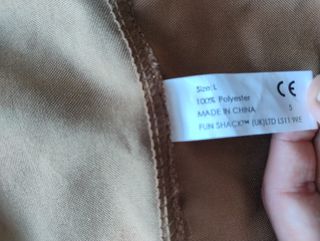 Size:L
100% Polyester
MADE IN CHINA
FUN SHACK™ (UK)LTD LS11 9RE
CE
5